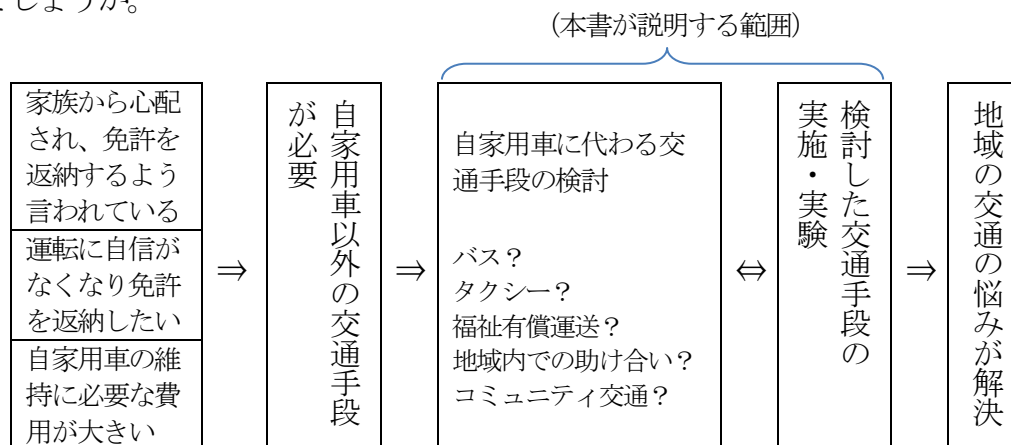 ましょうか。
(本書が説明する範囲)
家族から心配
され、免許を
返納するよう
言われている
運転に自信が
なくなり免許
を返納したい
自家用車の維
持に必要な費
用が大きい
⇒
自家用車以外の交通手段
が必要
⇒
自家用車に代わる交
通手段の検討
バス？
タクシー？
福祉有償運送？
地域内での助け合い？
コミュニティ交通？
⇔
検討した交通手段の
実施・実験
⇒
地域の交通の悩みが解決